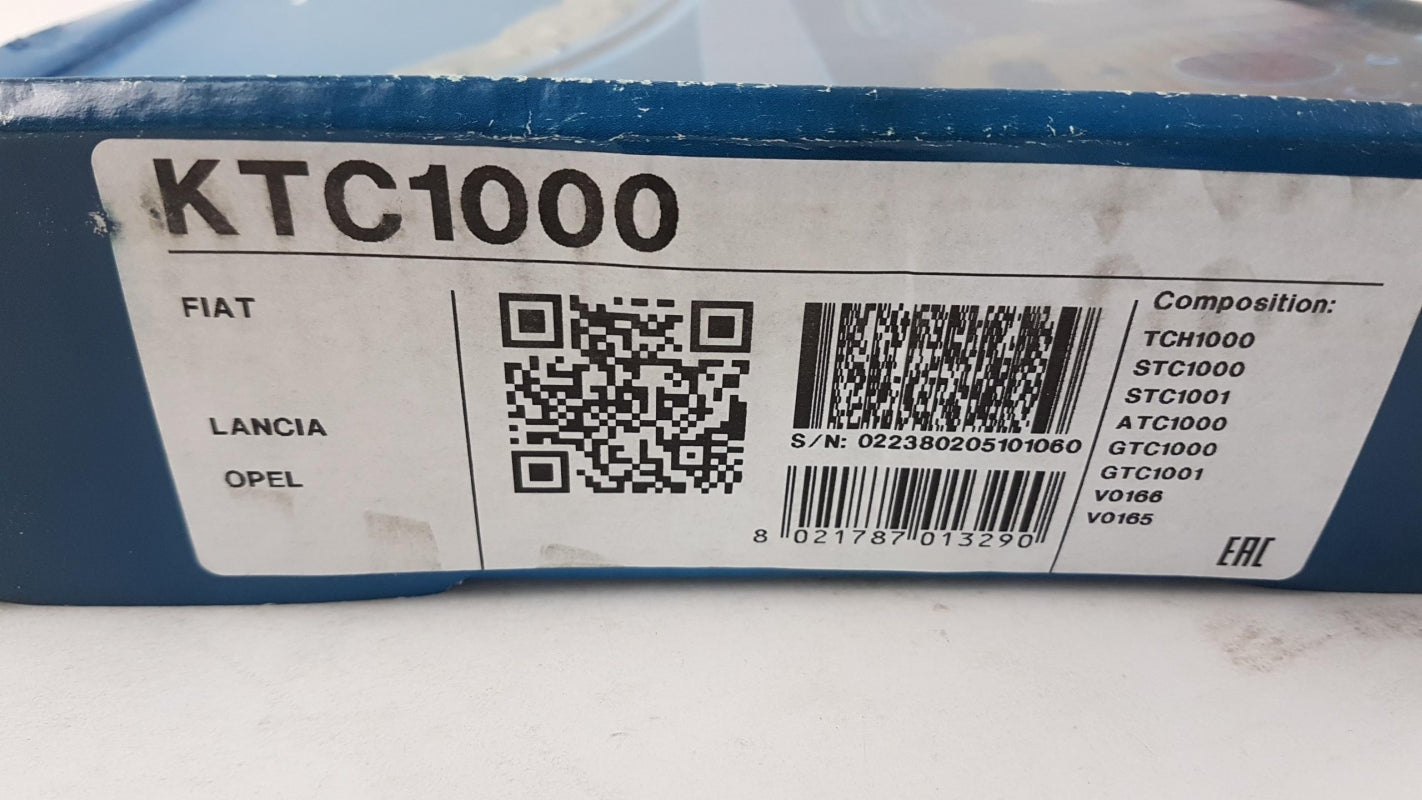 KTC1000
FIAT
LANCIA
OPEL
S/N: 022380205101060
8 021787 013290
Composition:
TCH1000
STC1000
STC1001
ATC1000
GTC1000
GTC1001
V0166
V0165
EAC